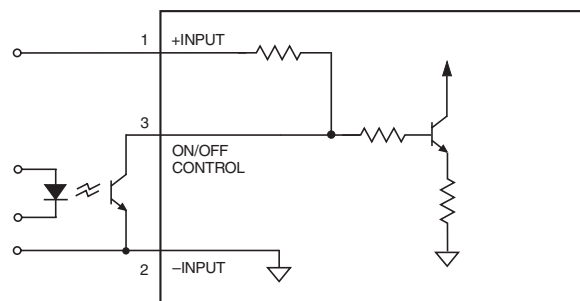 1 +INPUT
3
ON/OFF
CONTROL
2 –INPUT